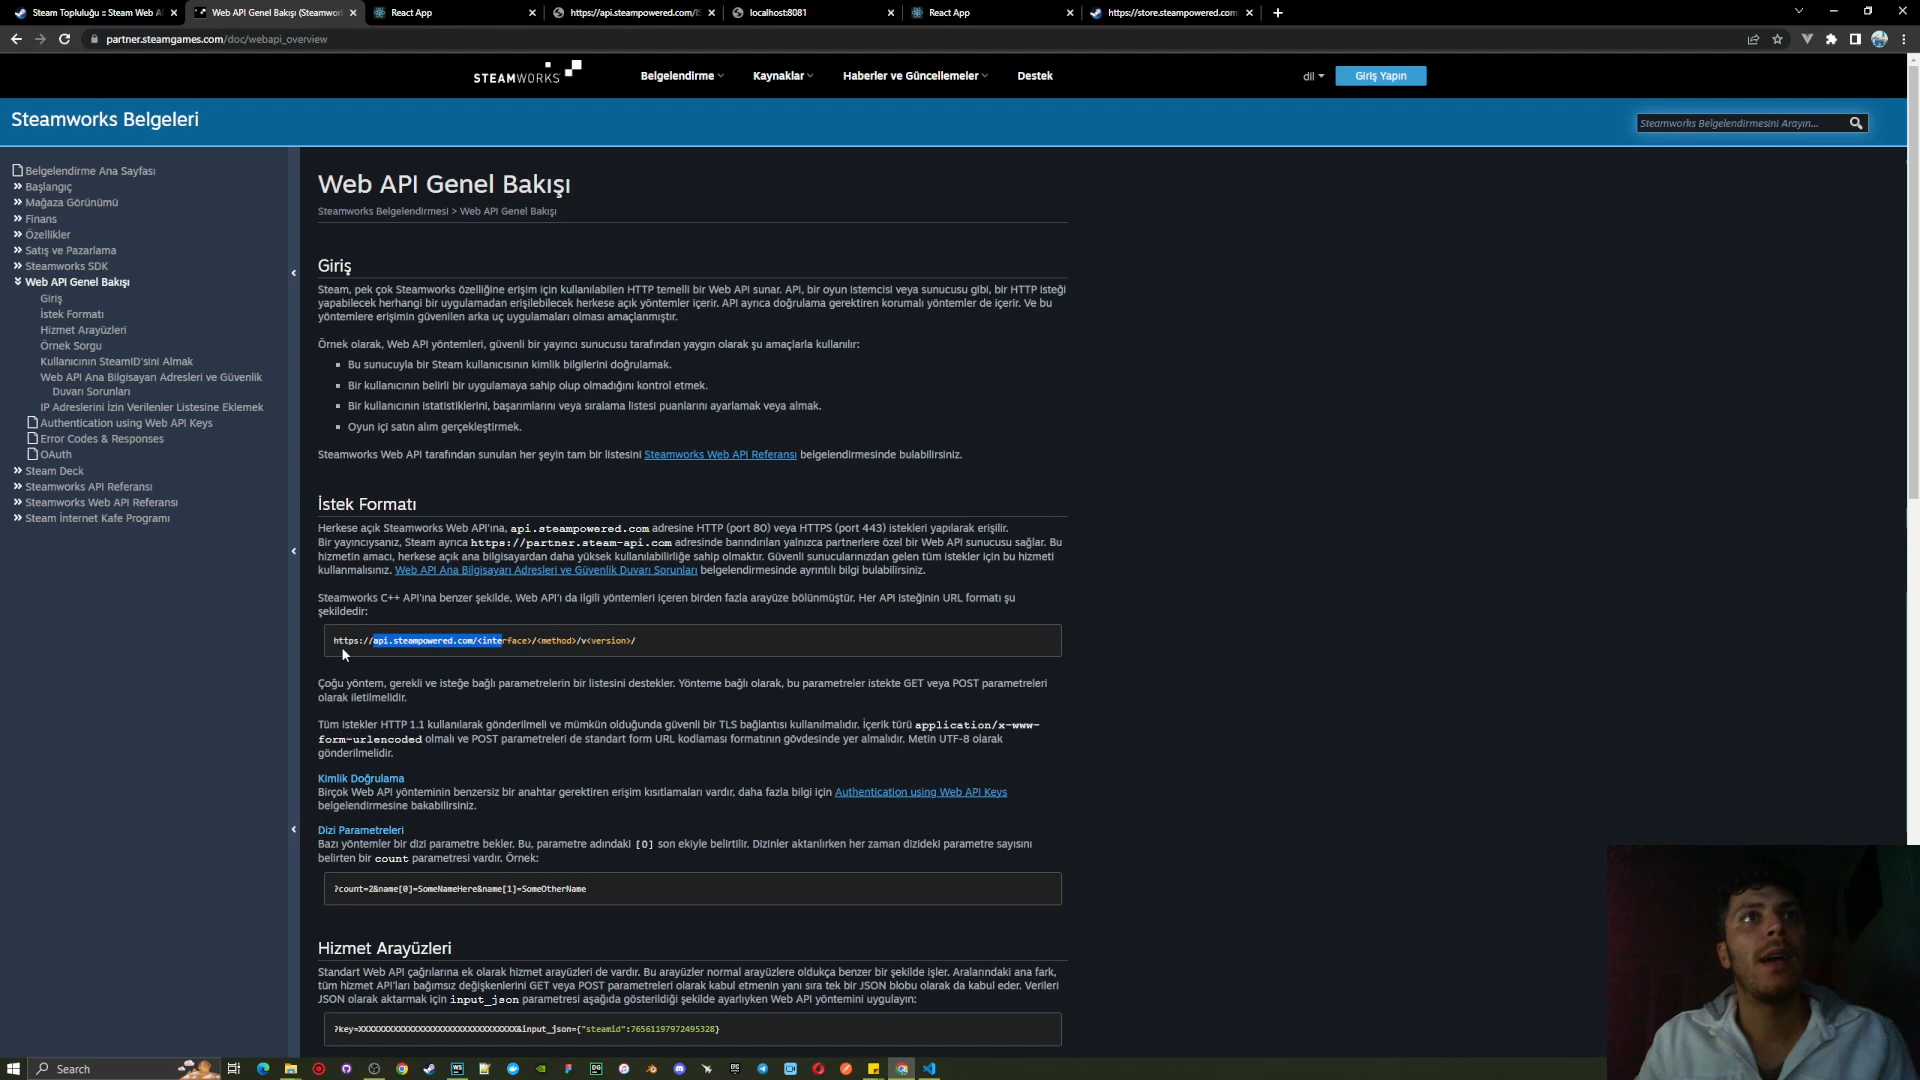 Steam Topluluğu :: Steam Web A
Web API Genel Bakışı (Steamwor
React App
https://api.steampowered.com/I
localhost:8081
React App
https://store.steampowered.com
partner.steamgames.com/doc/webapi_overview
STEAMWORKS
Belgelendirme
Kaynaklar
Haberler ve Güncellemeler
Destek
dil
Giriş Yapın
Steamworks Belgeleri
Steamworks Belgelendirmesini Arayın...
Belgelendirme Ana Sayfası
Başlangıç
Mağaza Görünümü
Finans
Özellikler
Satış ve Pazarlama
Steamworks SDK
Web API Genel Bakışı
Giriş
İstek Formatı
Hizmet Arayüzleri
Örnek Sorgu
Kullanıcının SteamID'sini Almak
Web API Ana Bilgisayarı Adresleri ve Güvenlik
Duvarı Sorunları
IP Adreslerini İzin Verilenler Listesine Eklemek
Authentication using Web API Keys
Error Codes & Responses
OAuth
Steam Deck
Steamworks API Referansı
Steamworks Web API Referansı
Steam İnternet Kafe Programı
Web API Genel Bakışı
Steamworks Belgelendirmesi > Web API Genel Bakışı
Giriş
Steam, pek çok Steamworks özelliğine erişim için kullanılabilen HTTP temelli bir Web API sunar. API, bir oyun istemcisi veya sunucusu gibi, bir HTTP isteği
yapabilecek herhangi bir uygulamadan erişilebilecek herkese açık yöntemler içerir. API ayrıca doğrulama gerektiren korumalı yöntemler de içerir. Ve bu
yöntemlere erişimin güvenilen arka uç uygulamaları olması amaçlanmıştır.
Örnek olarak, Web API yöntemleri, güvenli bir yayıncı sunucusu tarafından yaygın olarak şu amaçlarla kullanılır:
Bu sunucuyla bir Steam kullanıcısının kimlik bilgilerini doğrulamak.
Bir kullanıcının belirli bir uygulamaya sahip olup olmadığını kontrol etmek.
Bir kullanıcının istatistiklerini, başarımlarını veya sıralama listesi puanlarını ayarlamak veya almak.
Oyun içi satın alım gerçekleştirmek.
Steamworks Web API tarafından sunulan her şeyin tam bir listesini Steamworks Web API Referansı belgelendirmesinde bulabilirsiniz.
İstek Formatı
Herkese açık Steamworks Web API'ına, api.steampowered.com adresine HTTP (port 80) veya HTTPS (port 443) istekleri yapılarak erişilir.
Bir yayıncıysanız, Steam ayrıca https://partner.steam-api.com adresinde barındırılan yalnızca partnerlere özel bir Web API sunucusu sağlar. Bu
hizmetin amacı, herkese açık ana bilgisayardan daha yüksek kullanılabilirliğe sahip olmaktır. Güvenli sunucularınızdan gelen tüm istekler için bu hizmeti
kullanmalısınız. Web API Ana Bilgisayarı Adresleri ve Güvenlik Duvarı Sorunları belgelendirmesinde ayrıntılı bilgi bulabilirsiniz.
Steamworks C++ API'ına benzer şekilde, Web API'ı da ilgili yöntemleri içeren birden fazla arayüze bölünmüştür. Her API isteğinin URL formatı şu
şekildedir:
https://api.steampowered.com/<interface>/<method>/v<version>/
Çoğu yöntem, gerekli ve isteğe bağlı parametrelerin bir listesini destekler. Yönteme bağlı olarak, bu parametreler istekte GET veya POST parametreleri
olarak iletilmelidir.
Tüm istekler HTTP 1.1 kullanılarak gönderilmeli ve mümkün olduğunda güvenli bir TLS bağlantısı kullanılmalıdır. İçerik türü application/x-www-
form-urlencoded olmalı ve POST parametreleri de standart form URL kodlaması formatının gövdesinde yer almalıdır. Metin UTF-8 olarak
gönderilmelidir.
Kimlik Doğrulama
Birçok Web API yönteminin benzersiz bir anahtar gerektiren erişim kısıtlamaları vardır, daha fazla bilgi için Authentication using Web API Keys
belgelendirmesine bakabilirsiniz.
Dizi Parametreleri
Bazı yöntemler bir dizi parametre bekler. Bu, parametre adındaki [0] son ekiyle belirtilir. Dizinler aktarılırken her zaman dizideki parametre sayısını
belirten bir count parametresi vardır. Örnek:
?count=2&name[0]=SomeNameHere&name[1]=SomeOtherName
Hizmet Arayüzleri
Standart Web API çağrılarına ek olarak hizmet arayüzleri de vardır. Bu arayüzler normal arayüzlere oldukça benzer bir şekilde işler. Aralarındaki ana fark,
tüm hizmet API'ları bağımsız değişkenlerini GET veya POST parametreleri olarak kabul etmenin yanı sıra tek bir JSON blobu olarak da kabul eder. Verileri
JSON olarak aktarmak için input_json parametresi aşağıda gösterildiği şekilde ayarlıyken Web API yöntemini uygulayın:
?key=XXXXXXXXXXXXXXXXXXXXXXXXXXXXXXXX&input_json={"steamid":76561197972495328}
Search